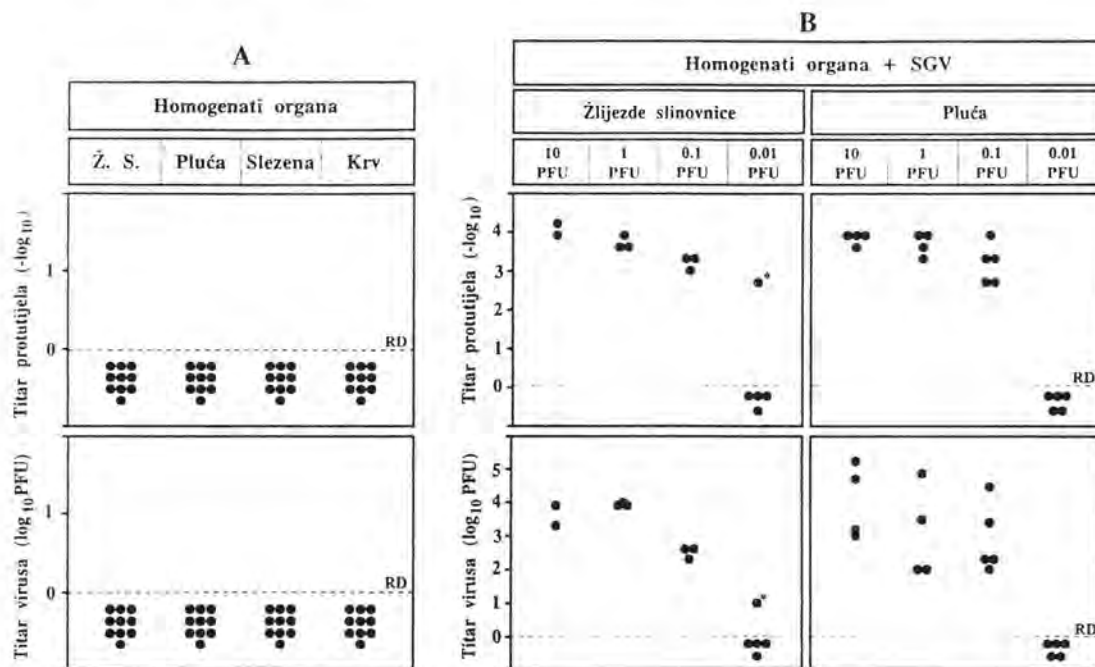 A
Homogenati organa
Ž. S. Pluća Slezena Krv
Titar protutijela (-log10)
1
0
RD
Titar virusa (log10 PFU)
1
0
RD
B
Homogenati organa + SGV
Žlijezde slinovnice Pluća
10 PFU 1 PFU 0.1 PFU 0.01 PFU 10 PFU 1 PFU 0.1 PFU 0.01 PFU
Titar protutijela (-log10)
4
3
2
1
0
*
RD
Titar virusa (log10 PFU)
5
4
3
2
1
0
*
RD